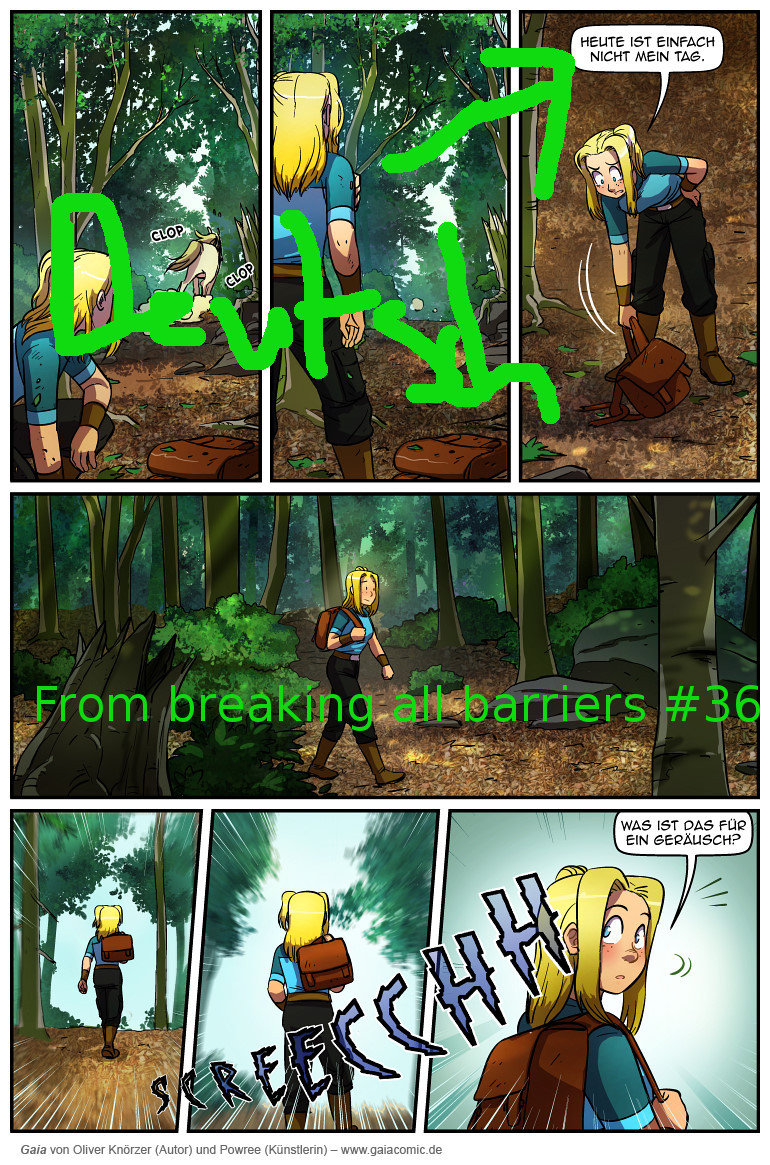 HEUTE IST EINFACH
NICHT MEIN TAG.
CLOP
CLOP
Deutsch
From breaking all barriers #36
WAS IST DAS FÜR
EIN GERÄUSCH?
SCREEECCHHH
Gaia von Oliver Knörzer (Autor) und Powree (Künstlerin) – www.gaiacomic.de